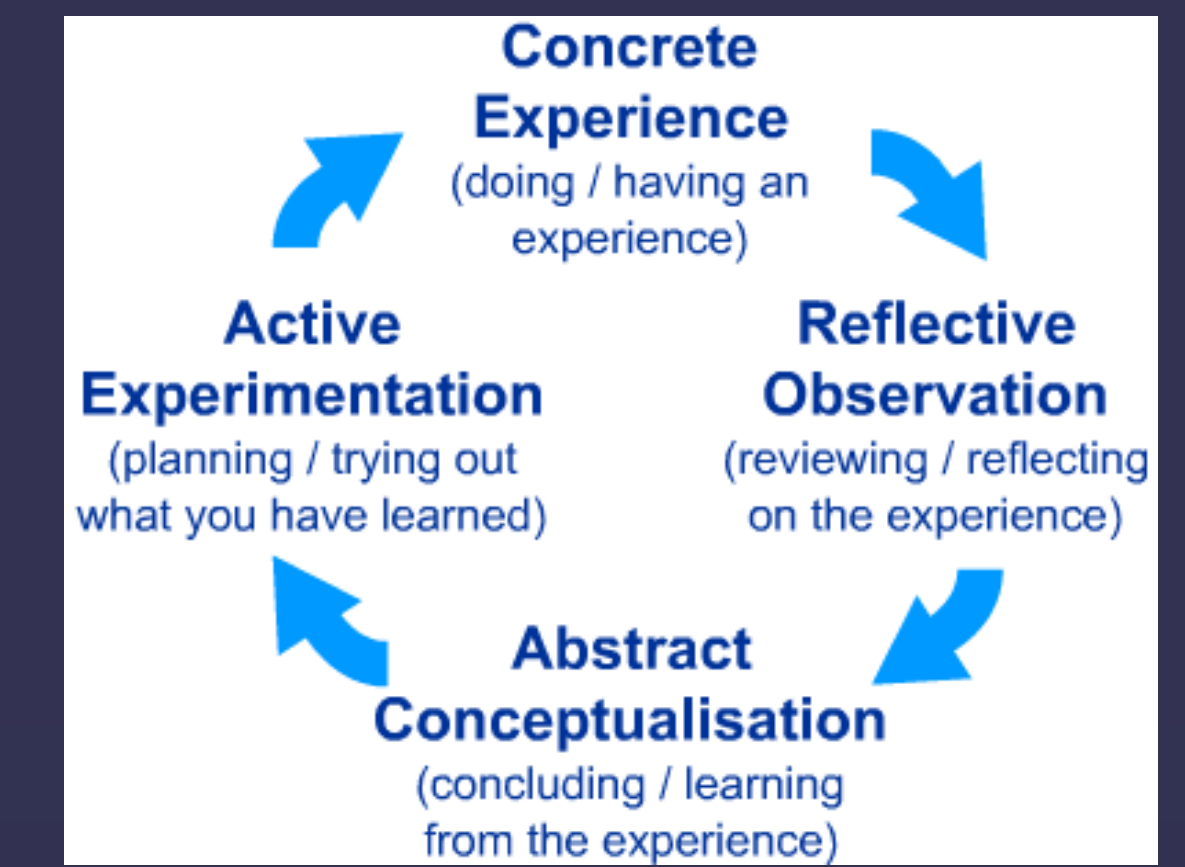 Concrete
Experience
(doing / having an
experience)
Reflective
Observation
(reviewing / reflecting
on the experience)
Abstract
Conceptualisation
(concluding / learning
from the experience)
Active
Experimentation
(planning / trying out
what you have learned)